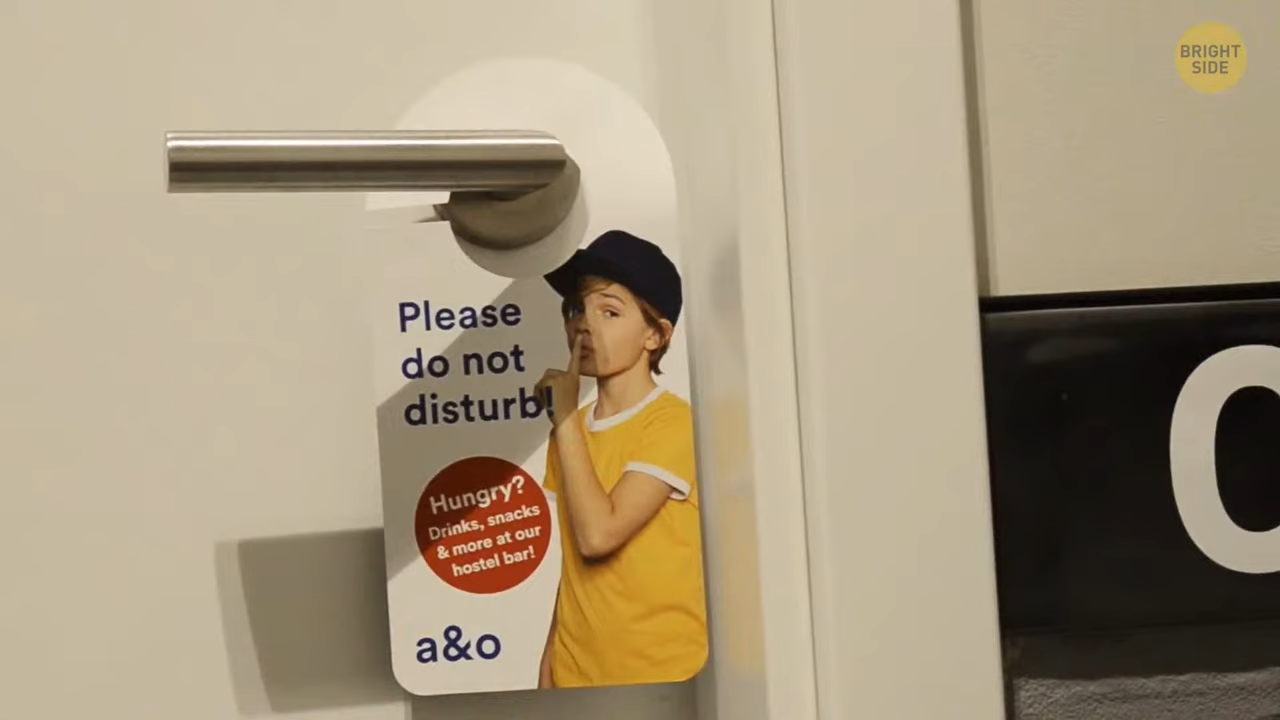 BRIGHT
SIDE
Please
do not
disturb!
Hungry?
Drinks, snacks
& more at our
hostel bar!
a&o